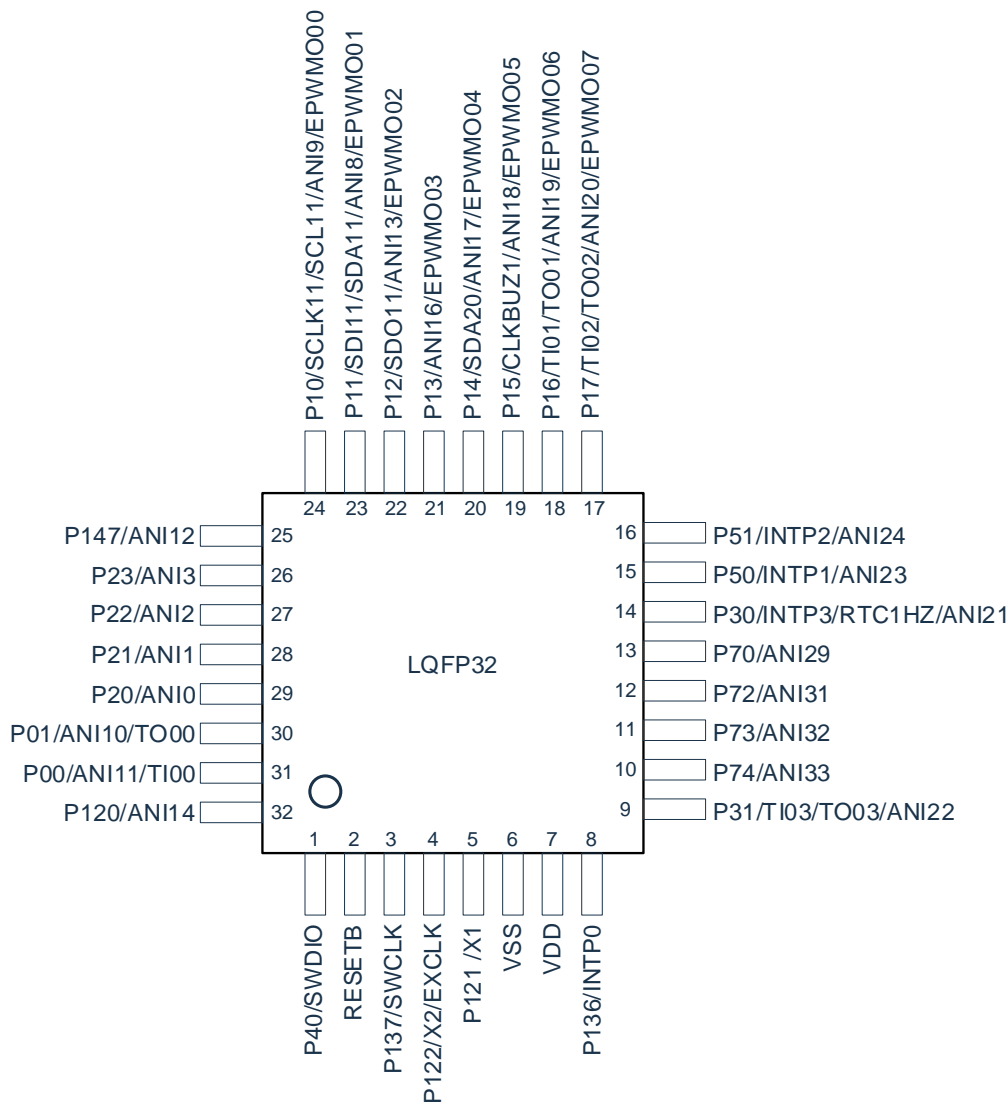 P10/SCLK11/SCL11/ANI9/EPWMO00
P11/SDI11/SDA11/ANI8/EPWMO01
P12/SDO11/ANI13/EPWMO02
P13/ANI16/EPWMO03
P14/SDA20/ANI17/EPWMO04
P15/CLKBUZ1/ANI18/EPWMO05
P16/TI01/TO01/ANI19/EPWMO06
P17/TI02/TO02/ANI20/EPWMO07
24 23 22 21 20 19 18 17
P147/ANI12 25
P23/ANI3 26
P22/ANI2 27
P21/ANI1 28
P20/ANI0 29
P01/ANI10/TO00 30
P00/ANI11/TI00 31
P120/ANI14 32
LQFP32
16 P51/INTP2/ANI24
15 P50/INTP1/ANI23
14 P30/INTP3/RTC1HZ/ANI21
13 P70/ANI29
12 P72/ANI31
11 P73/ANI32
10 P74/ANI33
9 P31/TI03/TO03/ANI22
1 2 3 4 5 6 7 8
P40/SWDIO
RESETB
P137/SWCLK
P122/X2/EXCLK
P121 /X1
VSS
VDD
P136/INTP0